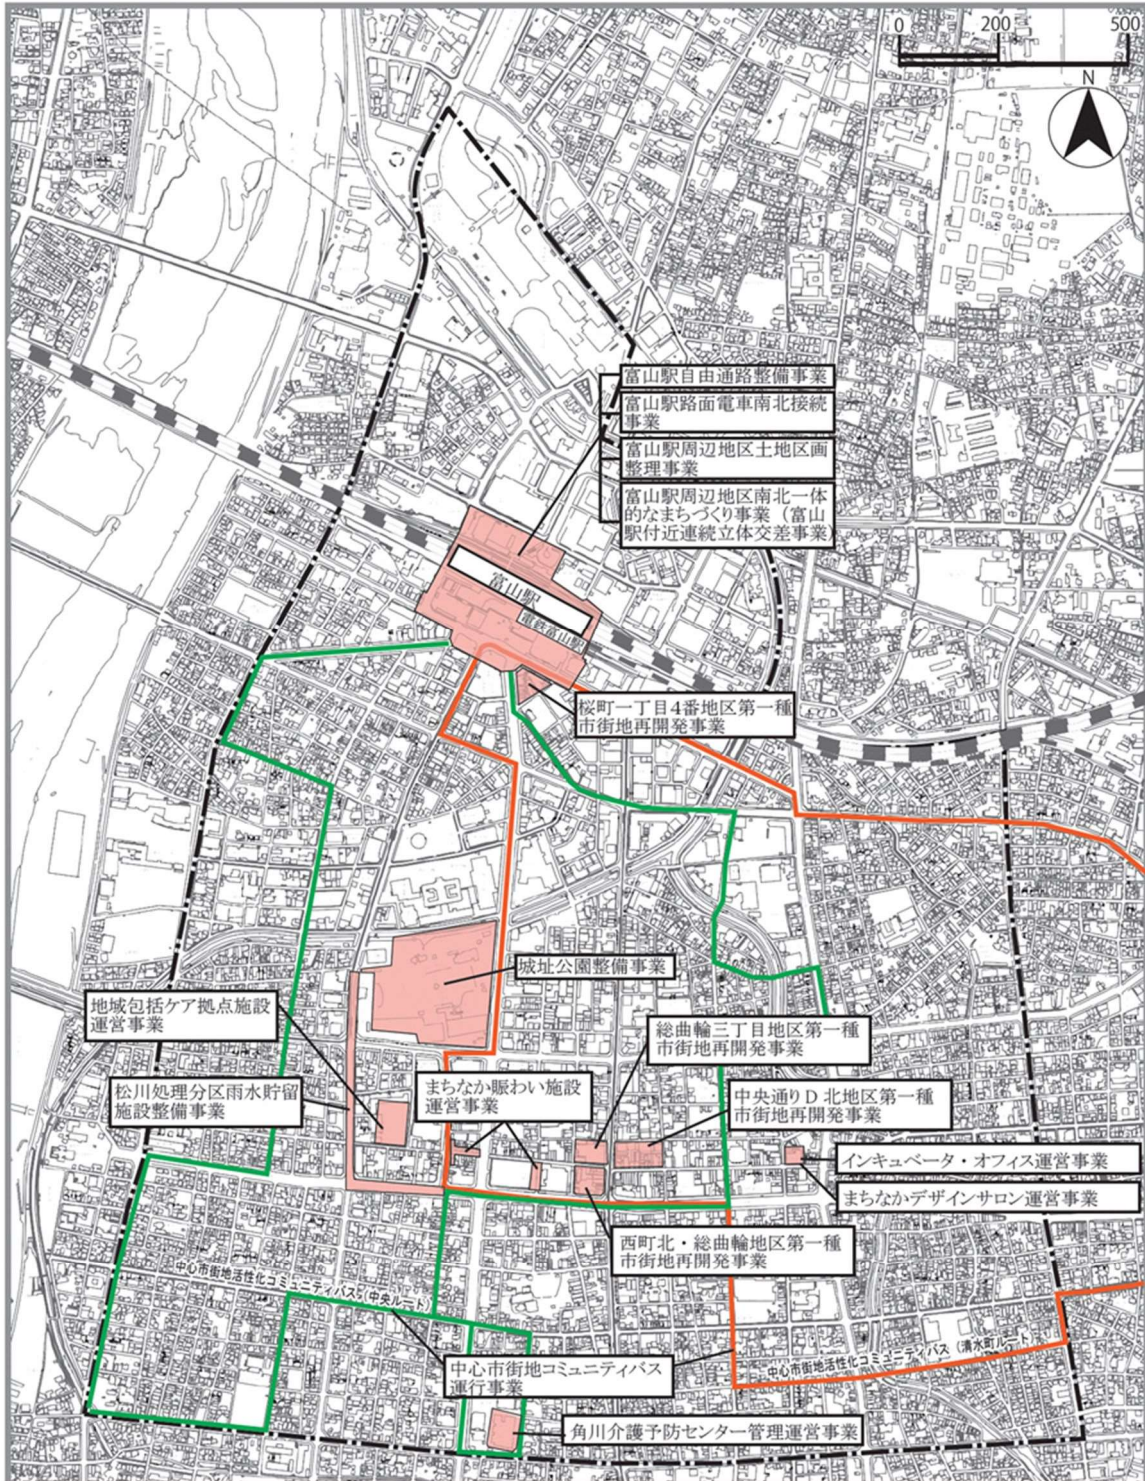 0 200 500
N
富山駅自由通路整備事業
富山駅路面電車南北接続
事業
富山駅周辺地区土地区画
整理事業
富山駅周辺地区南北一体
的なまちづくり事業（富山
駅付近連続立体交差事業）
富山駅
電鉄富山駅
桜町一丁目4番地区第一種
市街地再開発事業
城址公園整備事業
地域包括ケア拠点施設
運営事業
総曲輪三丁目地区第一種
市街地再開発事業
松川処理分区雨水貯留
施設整備事業
まちなか賑わい施設
運営事業
中央通りD 北地区第一種
市街地再開発事業
インキュベータ・オフィス運営事業
まちなかデザインサロン運営事業
西町北・総曲輪地区第一種
市街地再開発事業
中心市街地活性化コミュニティバス（中央ルート）
中心市街地コミュニティバス
運行事業
中心市街地活性化コミュニティバス（清水町ルート）
角川介護予防センター管理運営事業